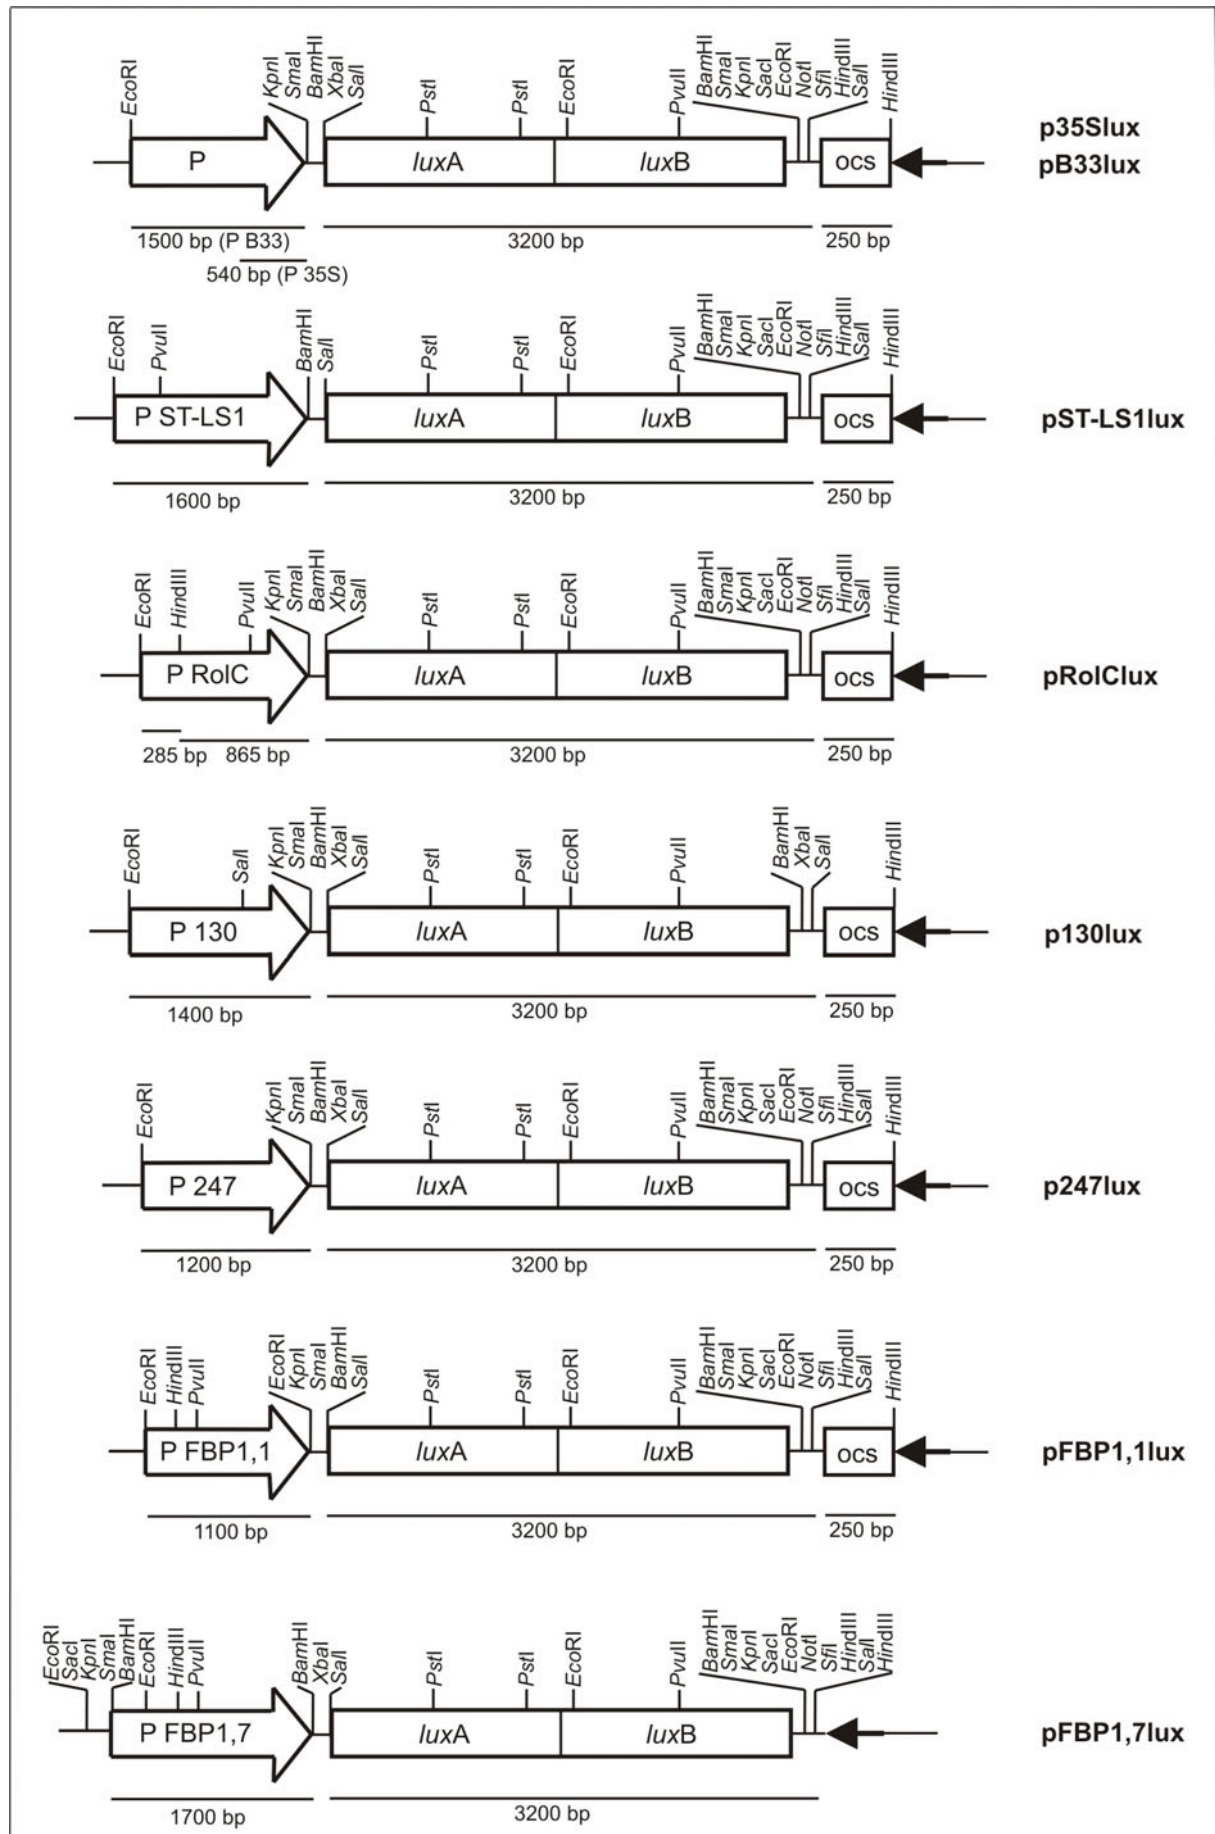 EcoRI KpnI SmaI BamHI XbaI SalI PstI PstI EcoRI PvuII BamHI SmaI KpnI SacI EcoRI NotI SfiI HindIII SalI HindIII
p35Slux
P luxA luxB ocs pB33lux
1500 bp (P B33) 3200 bp 250 bp
540 bp (P 35S)
EcoRI PvuII BamHI SalI PstI PstI EcoRI PvuII BamHI SmaI KpnI SacI EcoRI NotI SfiI HindIII SalI HindIII
P ST-LS1 luxA luxB ocs pST-LS1lux
1600 bp 3200 bp 250 bp
EcoRI HindIII PvuII KpnI SmaI BamHI XbaI SalI PstI PstI EcoRI PvuII BamHI SmaI KpnI SacI EcoRI NotI SfiI HindIII SalI HindIII
P RolC luxA luxB ocs pRolClux
285 bp 865 bp 3200 bp 250 bp
EcoRI SalI KpnI SmaI BamHI XbaI SalI PstI PstI EcoRI PvuII BamHI XbaI SalI HindIII
P 130 luxA luxB ocs p130lux
1400 bp 3200 bp 250 bp
EcoRI KpnI SmaI BamHI XbaI SalI PstI PstI EcoRI PvuII BamHI SmaI KpnI SacI EcoRI NotI SfiI HindIII SalI HindIII
P 247 luxA luxB ocs p247lux
1200 bp 3200 bp 250 bp
EcoRI HindIII PvuII EcoRI KpnI SmaI BamHI SalI PstI PstI EcoRI PvuII BamHI SmaI KpnI SacI EcoRI NotI SfiI HindIII SalI HindIII
P FBP1,1 luxA luxB ocs pFBP1,1lux
1100 bp 3200 bp 250 bp
EcoRI SacI KpnI SmaI BamHI EcoRI HindIII PvuII BamHI XbaI SalI PstI PstI EcoRI PvuII BamHI SmaI KpnI SacI EcoRI NotI SfiI HindIII SalI HindIII
P FBP1,7 luxA luxB pFBP1,7lux
1700 bp 3200 bp